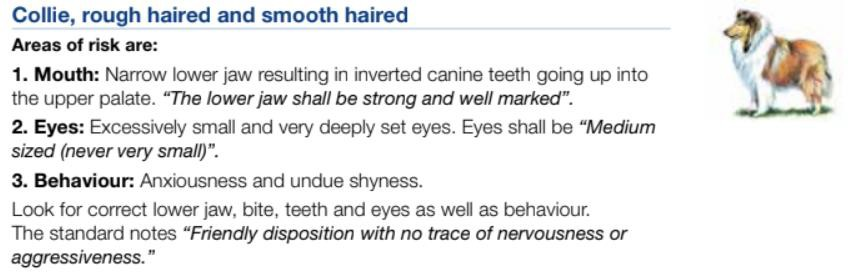 Collie, rough haired and smooth haired
Areas of risk are:
1. Mouth: Narrow lower jaw resulting in inverted canine teeth going up into
the upper palate. “The lower jaw shall be strong and well marked”.
2. Eyes: Excessively small and very deeply set eyes. Eyes shall be “Medium
sized (never very small)”.
3. Behaviour: Anxiousness and undue shyness.
Look for correct lower jaw, bite, teeth and eyes as well as behaviour.
The standard notes “Friendly disposition with no trace of nervousness or
aggressiveness.”